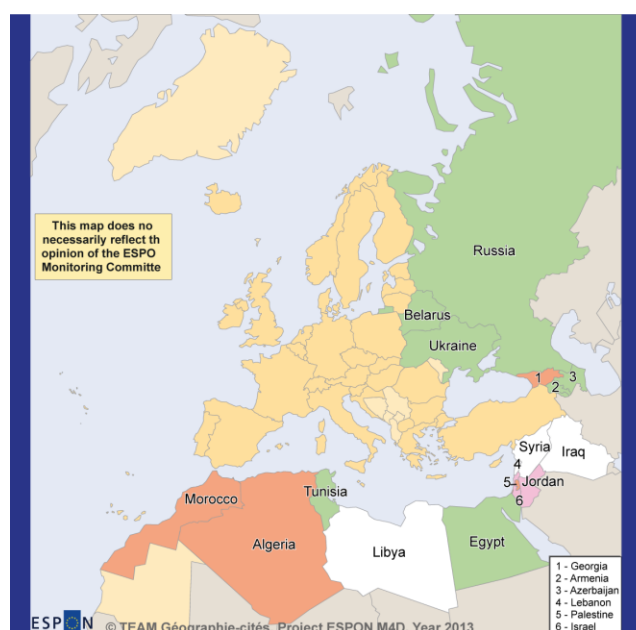 This map does no
necessarily reflect th
opinion of the ESPO
Monitoring Committe
Russia
Belarus
Ukraine
1
3
2
Syria
Iraq
4
5
Jordan
6
Morocco
Tunisia
Algeria
Libya
Egypt
1 - Georgia
2 - Armenia
3 - Azerbaijan
4 - Lebanon
5 - Palestine
6 - Israel
ESPON © TEAM Géographie-cités, Project ESPON M4D, Year 2013